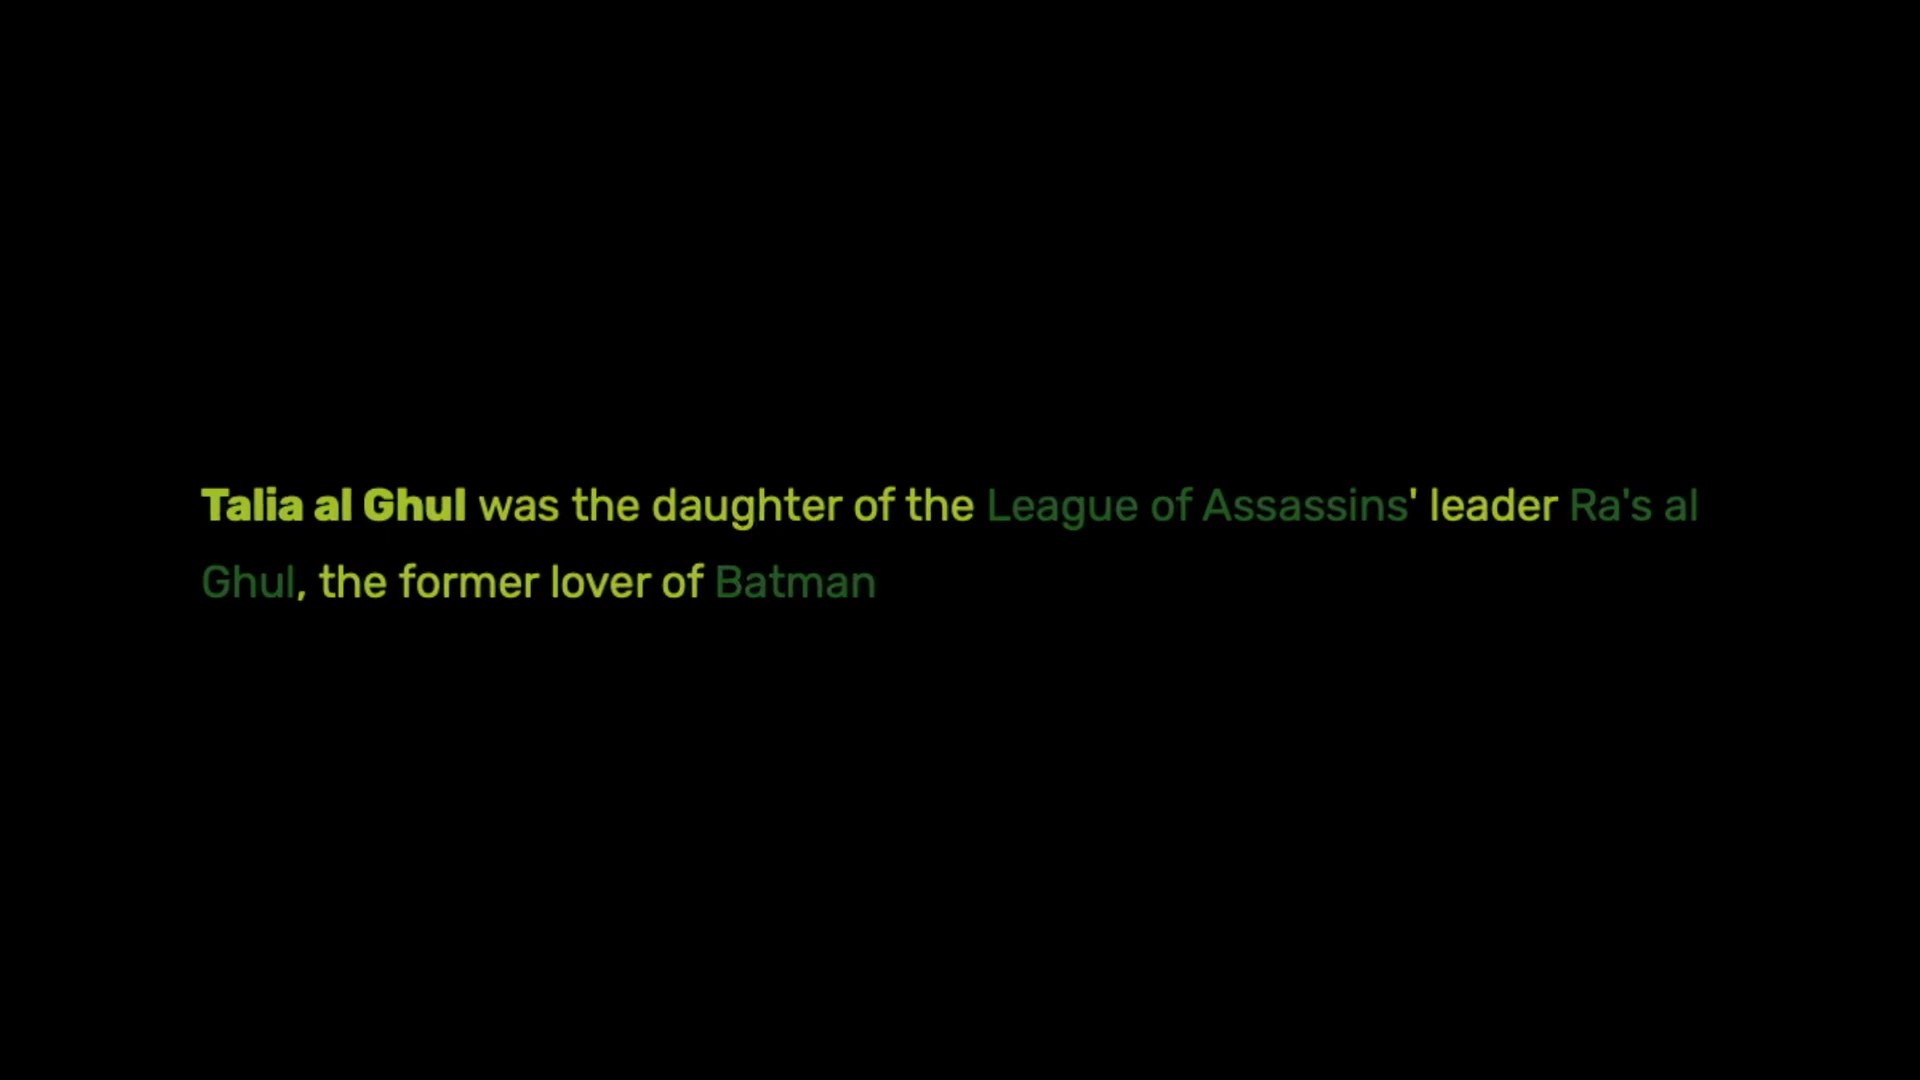 Talia al Ghul was the daughter of the League of Assassins' leader Ra's al
Ghul, the former lover of Batman